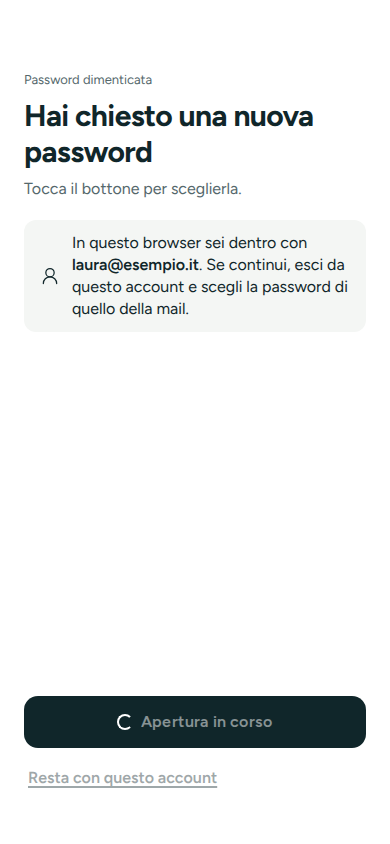 Password dimenticata
Hai chiesto una nuova
password
Tocca il bottone per sceglierla.
In questo browser sei dentro con
laura@esempio.it. Se continui, esci da
questo account e scegli la password di
quello della mail.
Apertura in corso
Resta con questo account